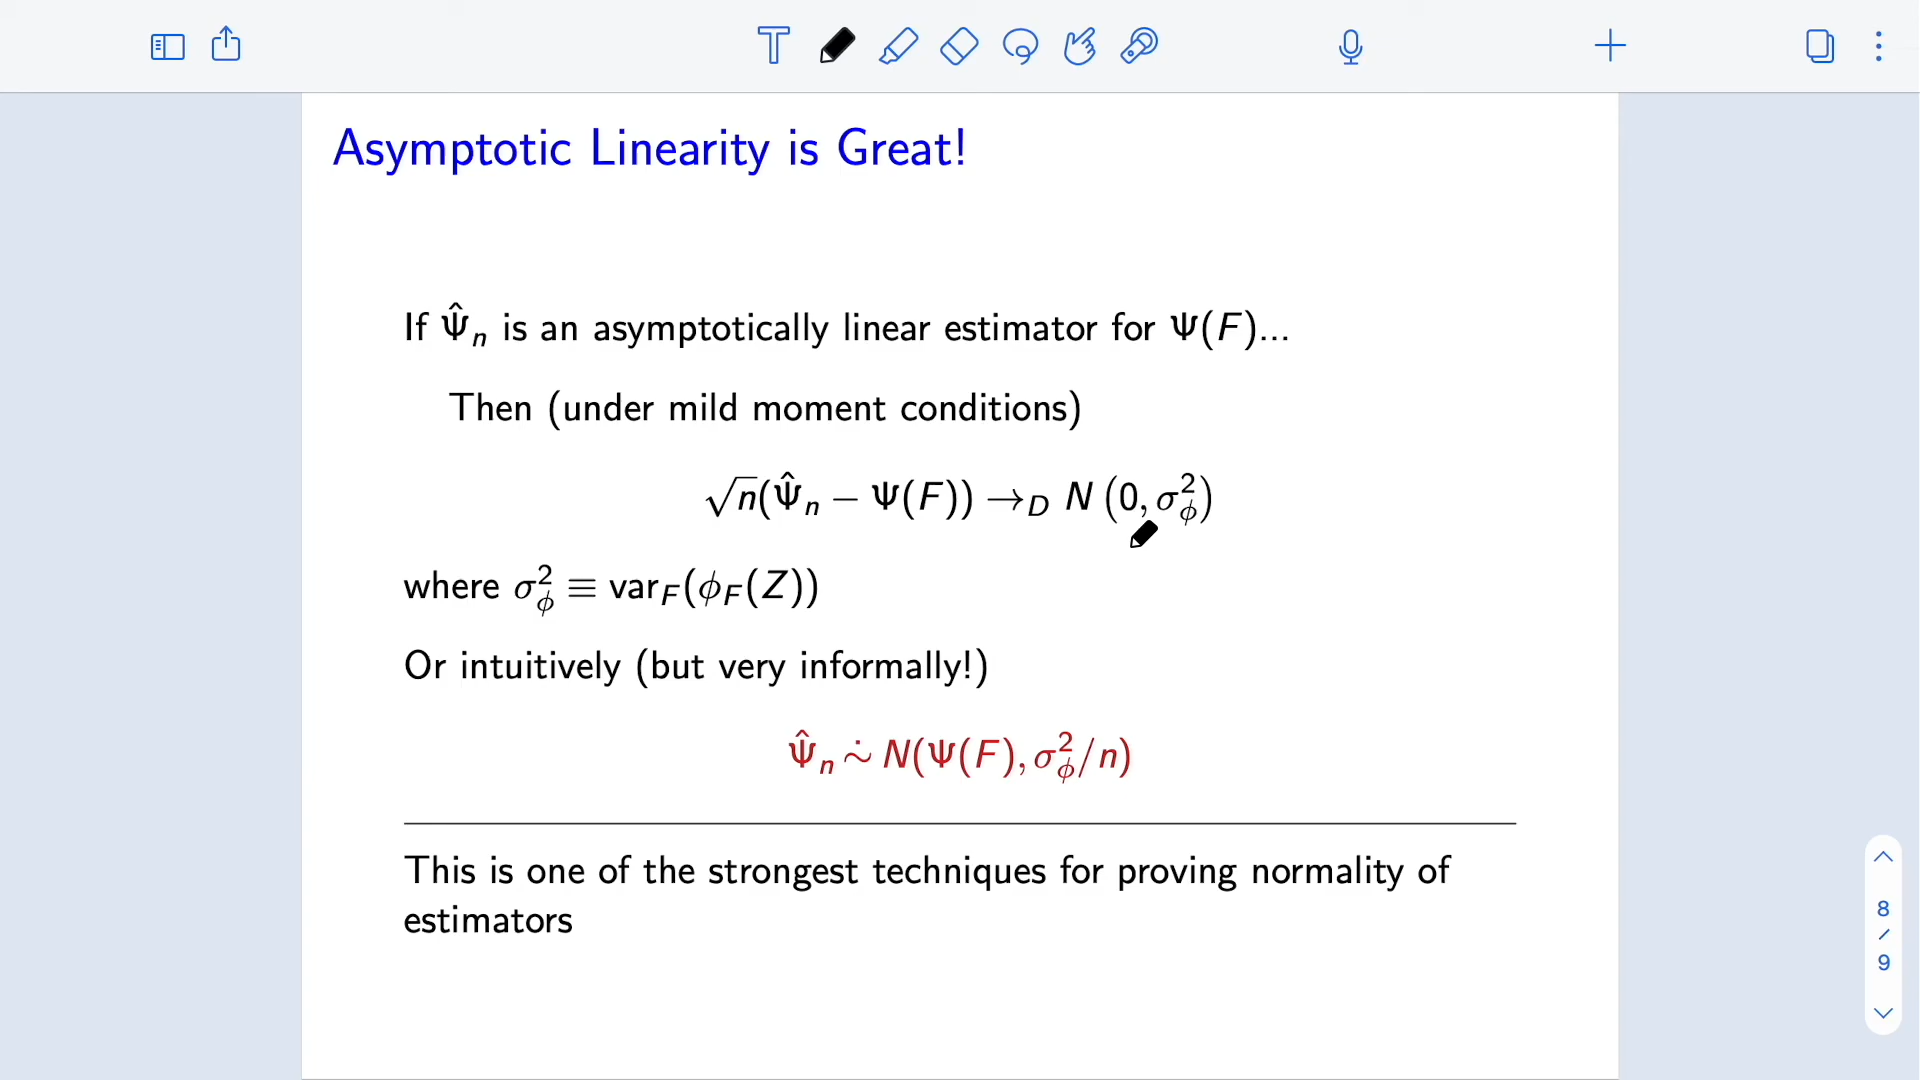 Asymptotic Linearity is Great!
If Ψ̂ₙ is an asymptotically linear estimator for Ψ(F)...
Then (under mild moment conditions)
√n(Ψ̂ₙ − Ψ(F)) →_D N(0, σ²_ϕ)
where σ²_ϕ ≡ var_F(ϕ_F(Z))
Or intuitively (but very informally!)
Ψ̂ₙ ∼̇ N(Ψ(F), σ²_ϕ/n)
This is one of the strongest techniques for proving normality of
estimators
8
/
9